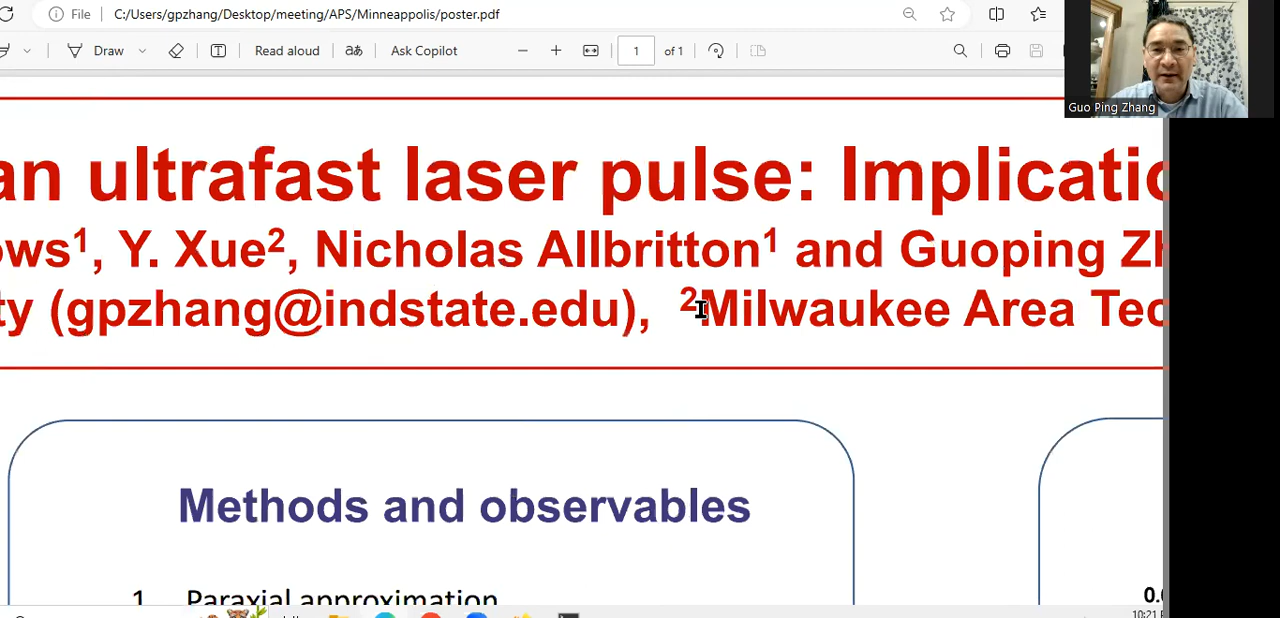 File C:/Users/gpzhang/Desktop/meeting/APS/Minneappolis/poster.pdf
Draw Read aloud aあ Ask Copilot 1 of 1
Guo Ping Zhang
an ultrafast laser pulse: Implicatio
ows¹, Y. Xue², Nicholas Allbritton¹ and Guoping Zh
ty (gpzhang@indstate.edu), ²Milwaukee Area Tec
Methods and observables
1 Paraxial approximation
0.0
10:21